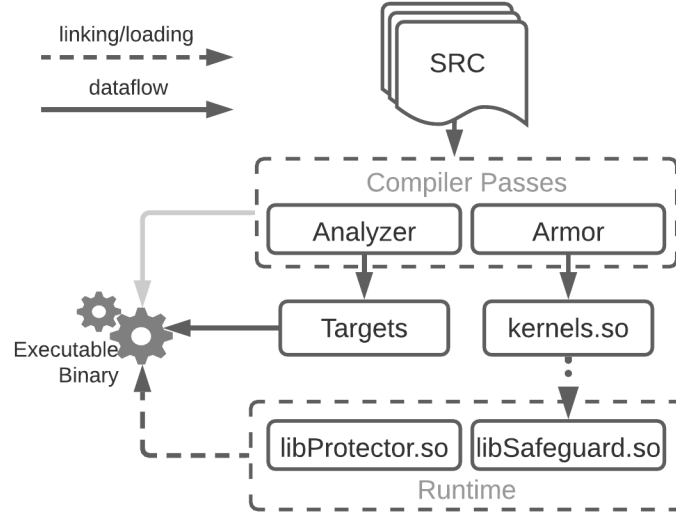 linking/loading
dataflow
SRC
Compiler Passes
Analyzer
Armor
Targets
kernels.so
Executable
Binary
libProtector.so
libSafeguard.so
Runtime